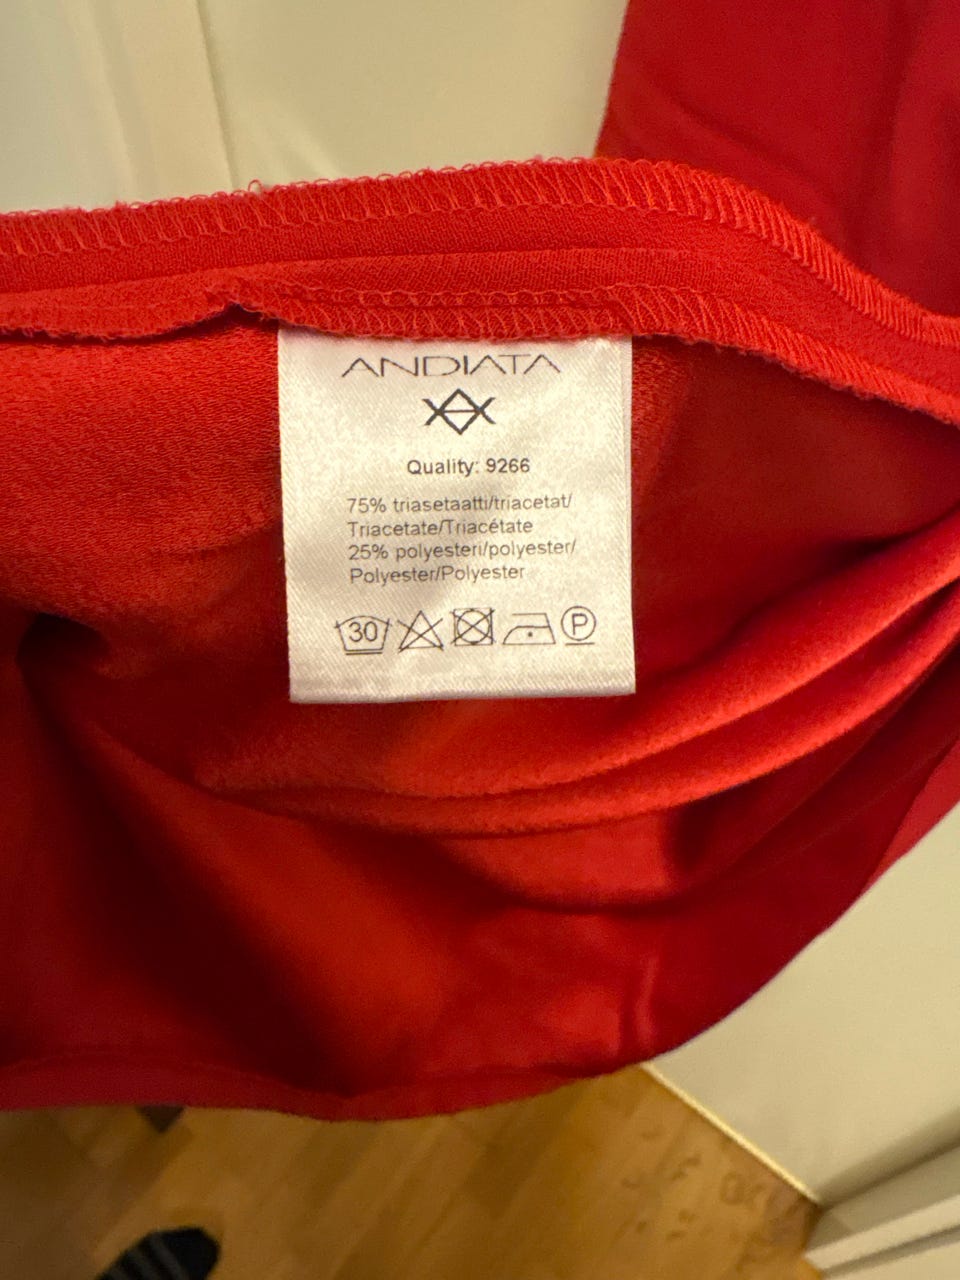 ANDIATA
Quality: 9266
75% triasetaatti/triacetat/
Triacetate/Triacétate
25% polyesteri/polyester/
Polyester/Polyester
30 P